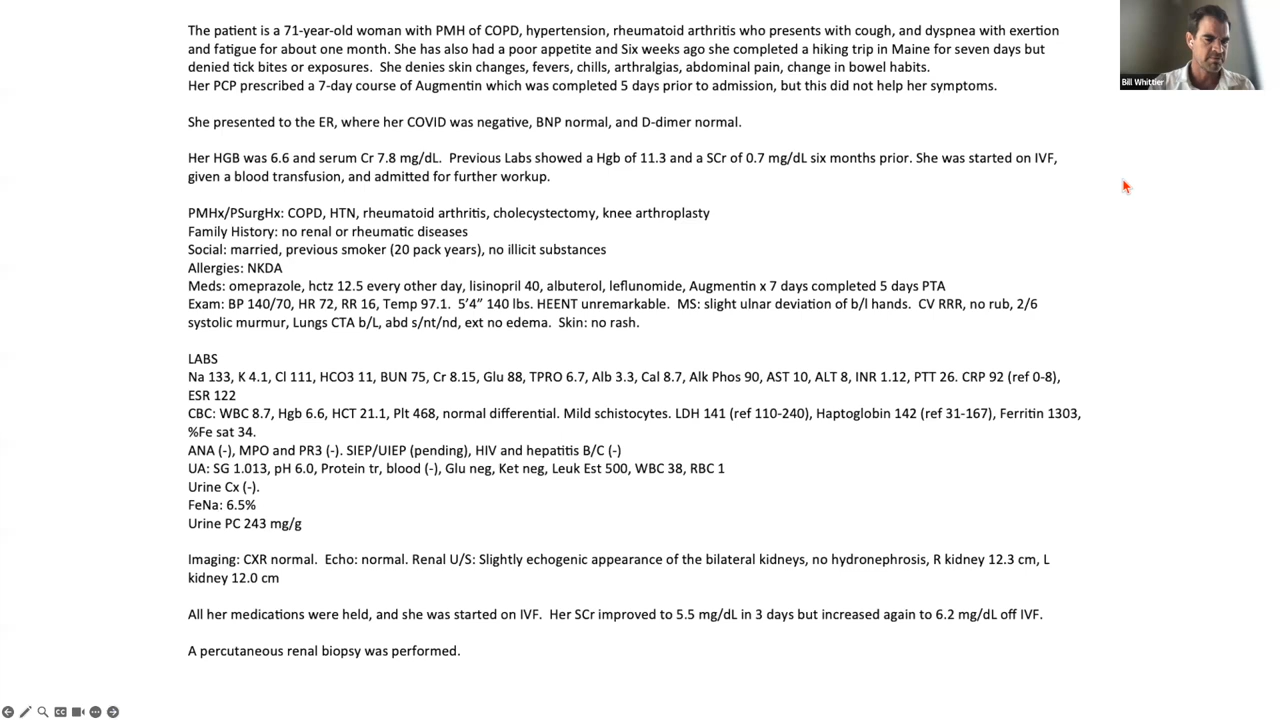 The patient is a 71-year-old woman with PMH of COPD, hypertension, rheumatoid arthritis who presents with cough, and dyspnea with exertion
and fatigue for about one month. She has also had a poor appetite and Six weeks ago she completed a hiking trip in Maine for seven days but
denied tick bites or exposures.  She denies skin changes, fevers, chills, arthralgias, abdominal pain, change in bowel habits.
Her PCP prescribed a 7-day course of Augmentin which was completed 5 days prior to admission, but this did not help her symptoms.
She presented to the ER, where her COVID was negative, BNP normal, and D-dimer normal.
Her HGB was 6.6 and serum Cr 7.8 mg/dL.  Previous Labs showed a Hgb of 11.3 and a SCr of 0.7 mg/dL six months prior. She was started on IVF,
given a blood transfusion, and admitted for further workup.
PMHx/PSurgHx: COPD, HTN, rheumatoid arthritis, cholecystectomy, knee arthroplasty
Family History: no renal or rheumatic diseases
Social: married, previous smoker (20 pack years), no illicit substances
Allergies: NKDA
Meds: omeprazole, hctz 12.5 every other day, lisinopril 40, albuterol, leflunomide, Augmentin x 7 days completed 5 days PTA
Exam: BP 140/70, HR 72, RR 16, Temp 97.1.  5’4” 140 lbs. HEENT unremarkable.  MS: slight ulnar deviation of b/l hands.  CV RRR, no rub, 2/6
systolic murmur, Lungs CTA b/L, abd s/nt/nd, ext no edema.  Skin: no rash.
LABS
Na 133, K 4.1, Cl 111, HCO3 11, BUN 75, Cr 8.15, Glu 88, TPRO 6.7, Alb 3.3, Cal 8.7, Alk Phos 90, AST 10, ALT 8, INR 1.12, PTT 26. CRP 92 (ref 0-8),
ESR 122
CBC: WBC 8.7, Hgb 6.6, HCT 21.1, Plt 468, normal differential. Mild schistocytes. LDH 141 (ref 110-240), Haptoglobin 142 (ref 31-167), Ferritin 1303,
%Fe sat 34.
ANA (-), MPO and PR3 (-). SIEP/UIEP (pending), HIV and hepatitis B/C (-)
UA: SG 1.013, pH 6.0, Protein tr, blood (-), Glu neg, Ket neg, Leuk Est 500, WBC 38, RBC 1
Urine Cx (-).
FeNa: 6.5%
Urine PC 243 mg/g
Imaging: CXR normal.  Echo: normal. Renal U/S: Slightly echogenic appearance of the bilateral kidneys, no hydronephrosis, R kidney 12.3 cm, L
kidney 12.0 cm
All her medications were held, and she was started on IVF.  Her SCr improved to 5.5 mg/dL in 3 days but increased again to 6.2 mg/dL off IVF.
A percutaneous renal biopsy was performed.
Bill Whittier